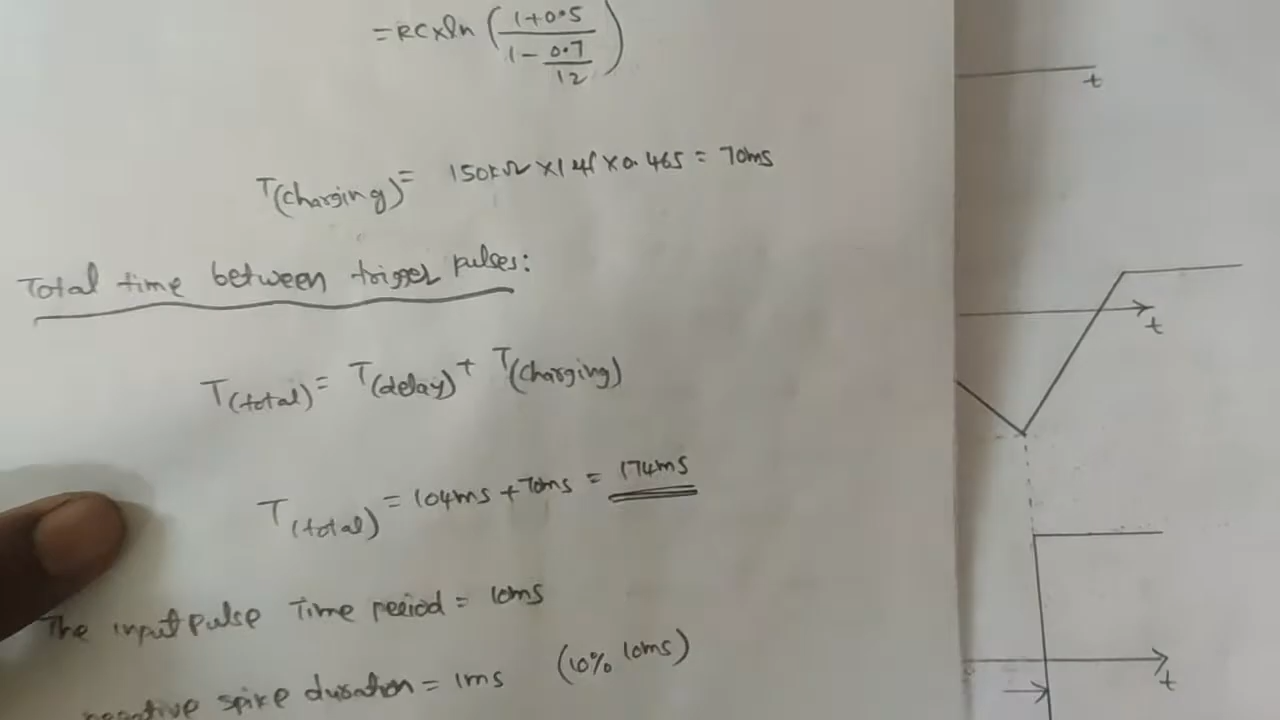 = RC x ln ( (1+0.5) / (1 - 0.7/12) )
T(charging) = 150kΩ x 1μf x 0.465 = 70ms
Total time between trigger pulses:
T(total) = T(delay) + T(charging)
T(total) = 104ms + 70ms = 174ms
The input pulse Time period = 10ms
negative spike duration = 1ms (10% 10ms)
t
t
t